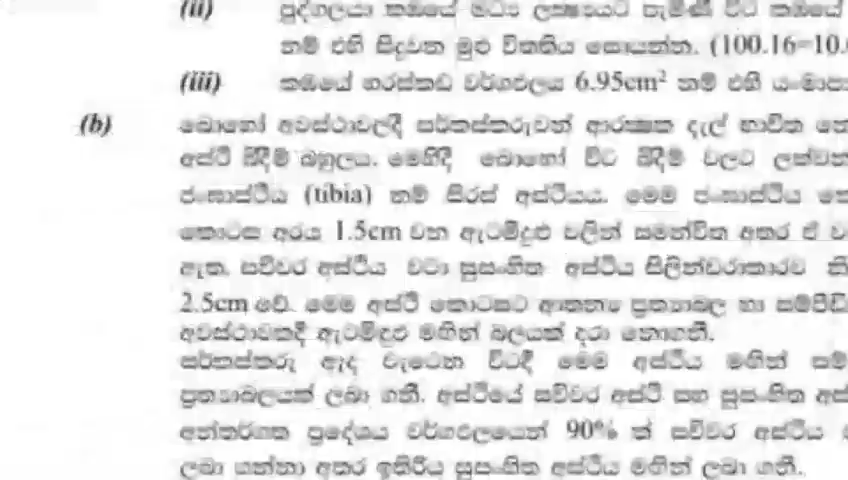 (ii) පුද්ගලයා කඹයේ මධ්‍ය ලක්ෂ්‍යයට පැමිණි විට කඹයේ
නම් එහි සිදුවන මුළු විතතිය සොයන්න. (100.16=10.
(iii) කඹයේ හරස්කඩ වර්ගඵලය 6.95cm² නම් එහි යංමාපා
(b) බොහෝ අවස්ථාවලදී සර්කස්කරුවන් ආරක්‍ෂක දැල් භාවිත නො
අස්ථි බිදීම් බහුලය. මෙහිදී බොහෝ විට බිදීම් වලට ලක්වන
ජංඝාස්ථිය (tibia) නම් සිරස් අස්ථියයි. මෙම ජංඝාස්ථිය
කොටස අරය 1.5cm වන ඇටමිදුළු වලින් සමන්විත අතර ඒ ව
ඇත. සවිවර අස්ථිය වටා සුසංහිත අස්ථිය සිලින්ඩරාකාරව
2.5cm වේ. මෙම අස්ථි කොටසට ආතන්‍ය ප්‍රත්‍යාබල හා සම්පීඩ
අවස්ථාවකදී ඇටමිදුළු මගින් බලයක් දරා නොගනී.
සර්කස්කරු ඇද වැටෙන විටදී මෙම අස්ථිය මගින් සම්
ප්‍රත්‍යාබලයක් ලබා ගනී. අස්ථියේ සවිවර අස්ථි සහ සුසංහිත අස්
අන්තර්ගත ප්‍රදේශය වර්ගඵලයෙන් 90% ක් සවිවර අස්ථිය
ලබා ගන්නා අතර ඉතිරිය සුසංහිත අස්ථිය මගින් ලබා ගනී.